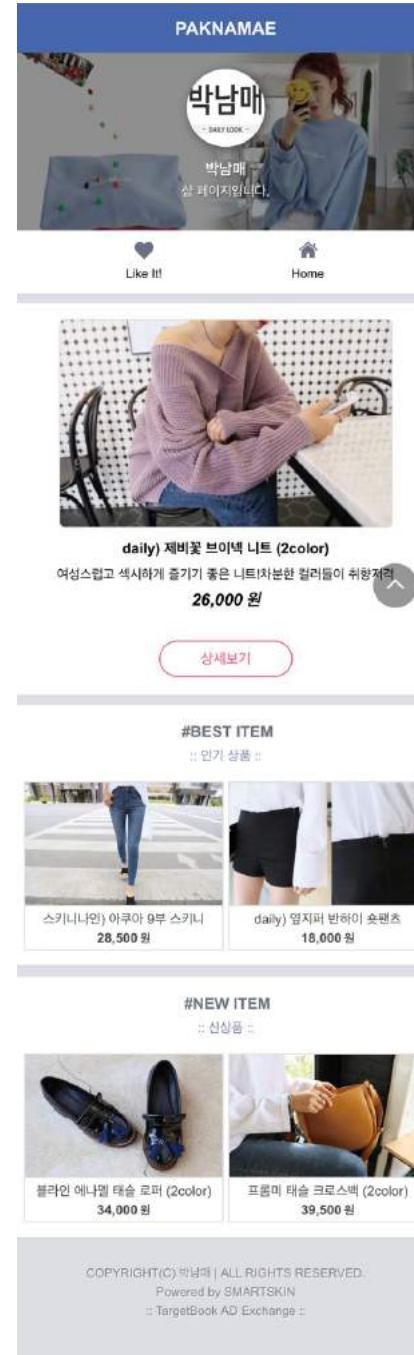 PAKNAMAE
박남매
- DAILY LOOK -
박남매
샵 페이지입니다.
Like It!
Home
daily) 제비꽃 브이넥 니트 (2color)
여성스럽고 섹시하게 즐기기 좋은 니트!차분한 컬러들이 취향저격
26,000 원
상세보기
#BEST ITEM
:: 인기 상품 ::
스키니나인) 아쿠아 9부 스키니
28,500 원
daily) 옆지퍼 반하이 숏팬츠
18,000 원
#NEW ITEM
:: 신상품 ::
블라인 에나멜 태슬 로퍼 (2color)
34,000 원
프롬미 태슬 크로스백 (2color)
39,500 원
COPYRIGHT(C) 박남매 | ALL RIGHTS RESERVED.
Powered by SMARTSKIN
:: TargetBook AD Exchange ::